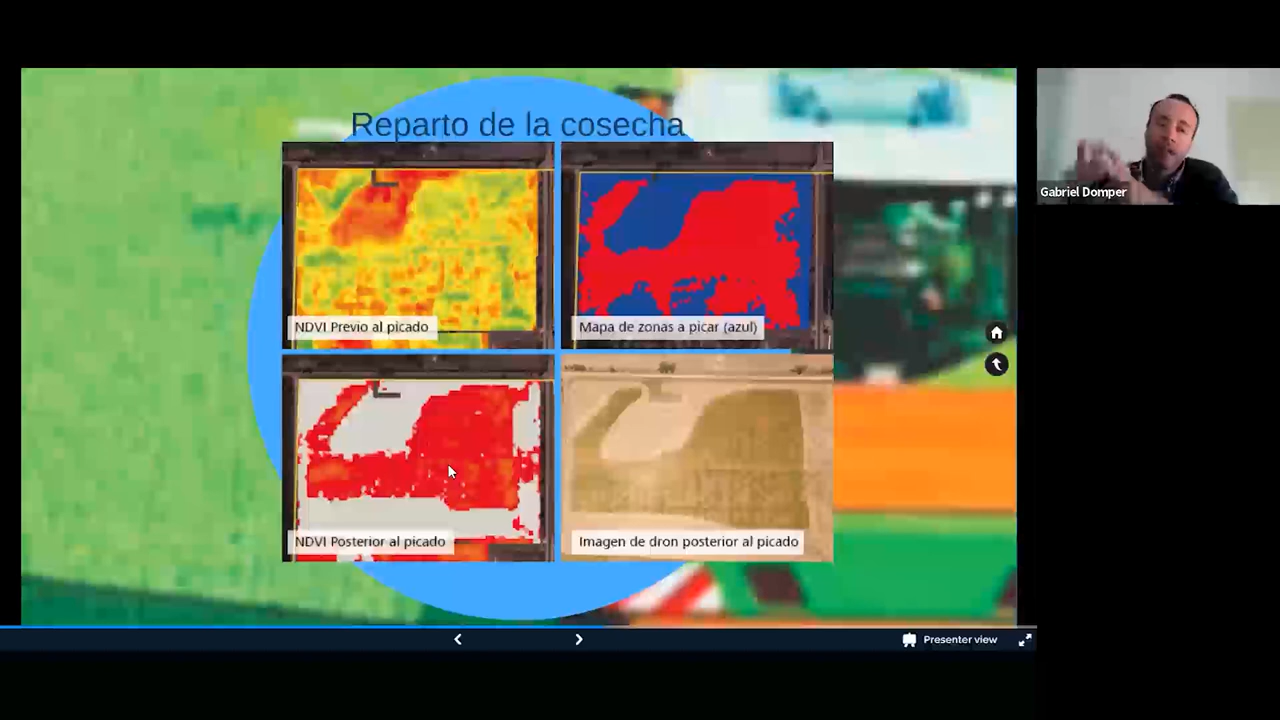 Reparto de la cosecha
NDVI Previo al picado
Mapa de zonas a picar (azul)
NDVI Posterior al picado
Imagen de dron posterior al picado
Gabriel Domper
Presenter view